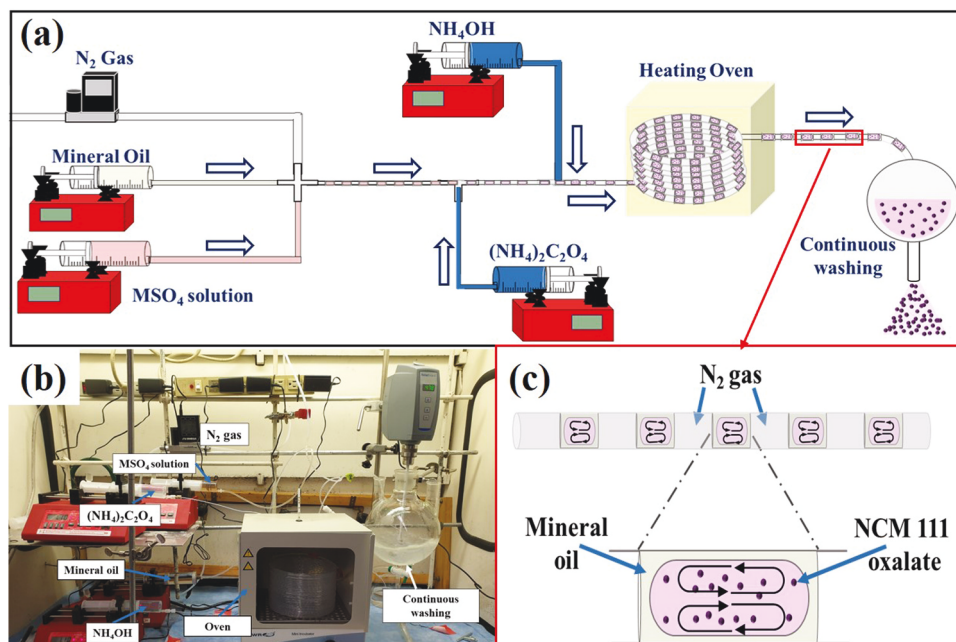 (a)
NH₄OH
N₂ Gas
Heating Oven
Mineral Oil
(NH₄)₂C₂O₄
Continuous
washing
MSO₄ solution
(b)
N₂ gas
MSO₄ solution
(NH₄)₂C₂O₄
Mineral oil
NH₄OH
Oven
Continuous
washing
(c)
N₂ gas
Mineral
oil
NCM 111
oxalate